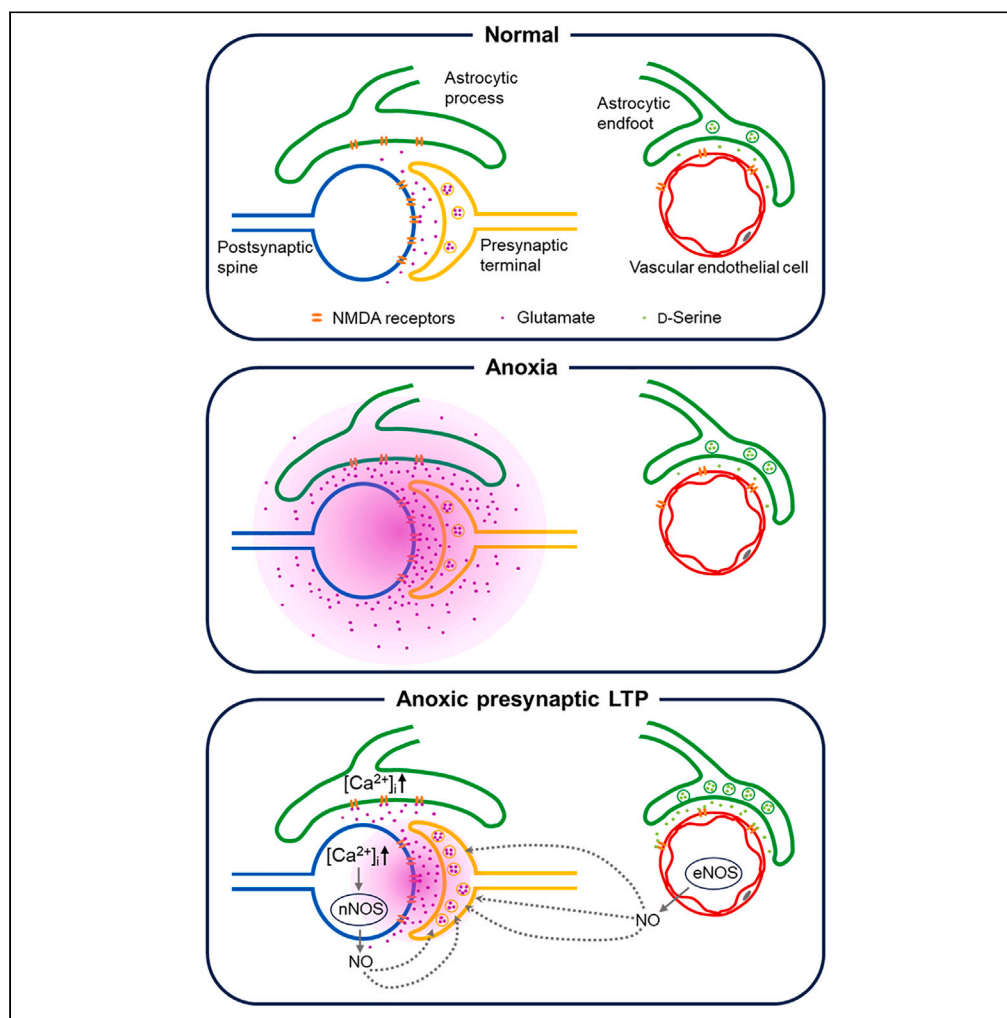 Normal
Astrocytic
process
Astrocytic
endfoot
Postsynaptic
spine
Presynaptic
terminal
Vascular endothelial cell
NMDA receptors
Glutamate
D-Serine
Anoxia
Anoxic presynaptic LTP
[Ca²⁺]ᵢ↑
[Ca²⁺]ᵢ↑
nNOS
NO
eNOS
NO